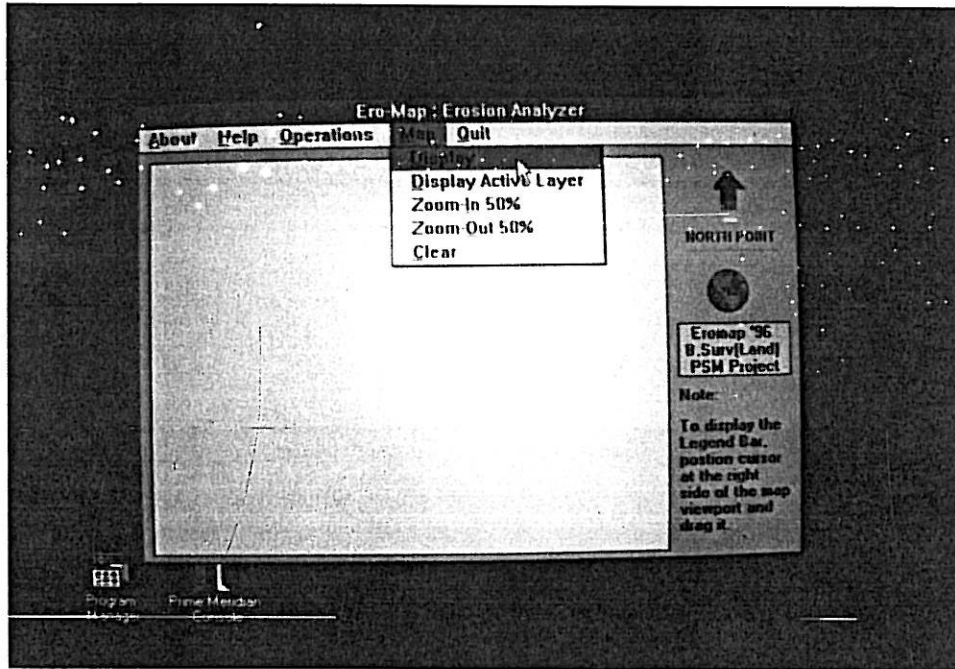 Ero-Map : Erosion Analyzer
About Help Operations Map Quit
Display
Display Active Layer
Zoom-In 50%
Zoom-Out 50%
Clear
NORTH POINT
Eromap '96
B.Surv(Land)
PSM Project
Note:
To display the
Legend Bar,
postion cursor
at the right
side of the map
viewport and
drag it.
Program
Manager
Prime Meridian
Console